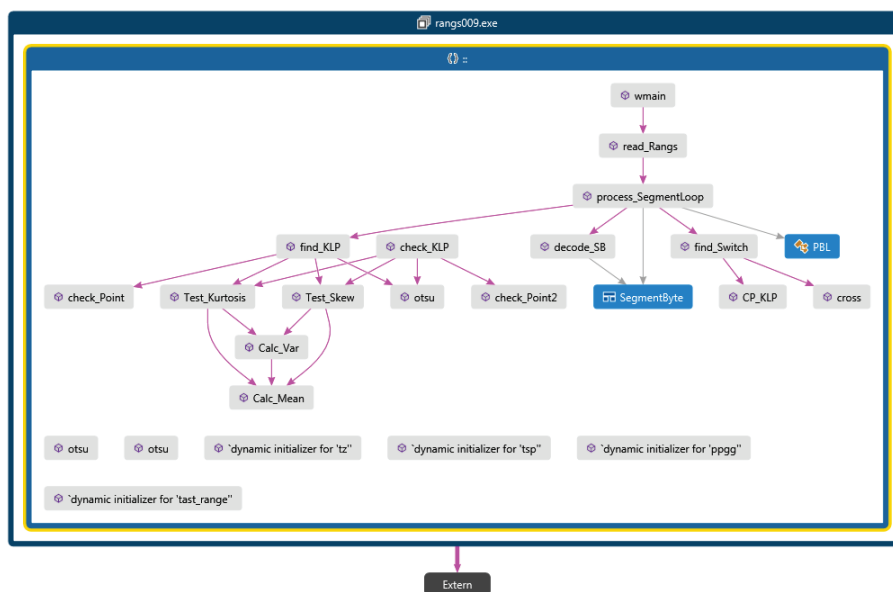 rangs009.exe
::
wmain
read_Rangs
process_SegmentLoop
find_KLP
check_KLP
decode_SB
find_Switch
PBL
check_Point
Test_Kurtosis
Test_Skew
otsu
check_Point2
SegmentByte
CP_KLP
cross
Calc_Var
Calc_Mean
otsu
otsu
`dynamic initializer for 'tz''
`dynamic initializer for 'tsp''
`dynamic initializer for 'ppgg''
`dynamic initializer for 'tast_range''
Extern